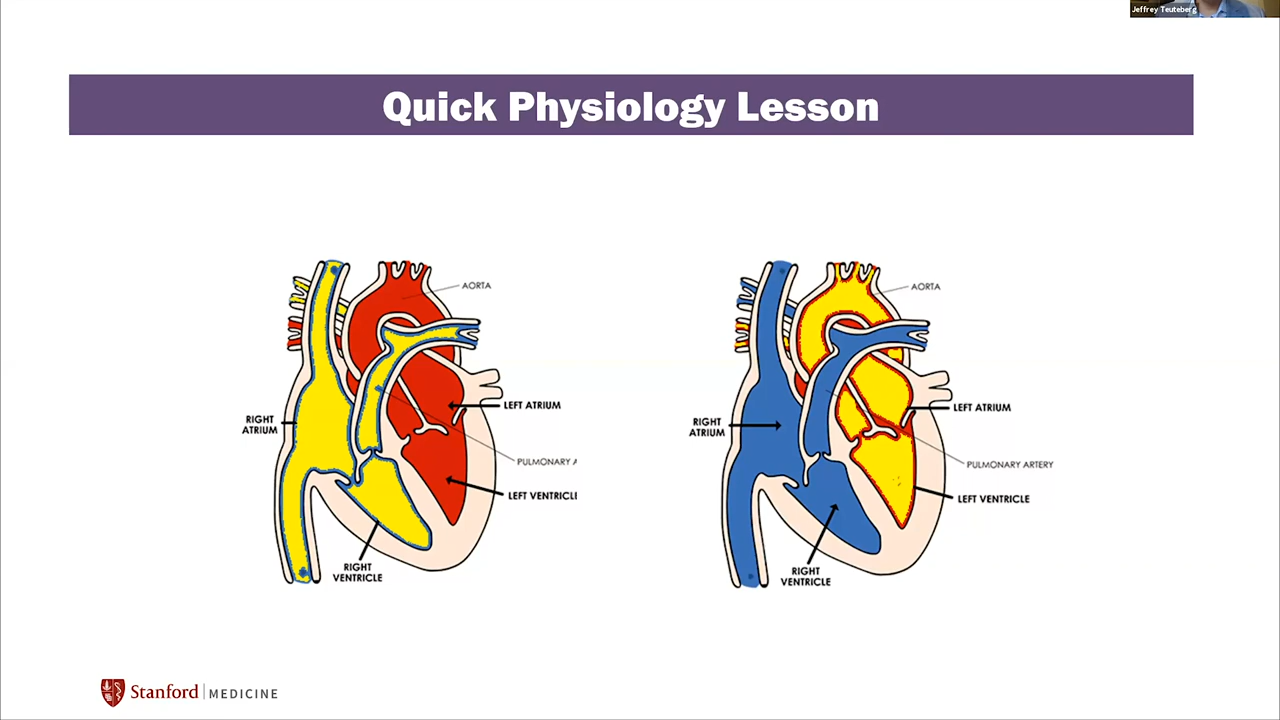 Jeffrey Teuteberg
Quick Physiology Lesson
AORTA
LEFT ATRIUM
RIGHT
ATRIUM
PULMONARY A
LEFT VENTRICLI
RIGHT
VENTRICLE
AORTA
LEFT ATRIUM
RIGHT
ATRIUM
PULMONARY ARTERY
LEFT VENTRICLE
RIGHT
VENTRICLE
Stanford MEDICINE